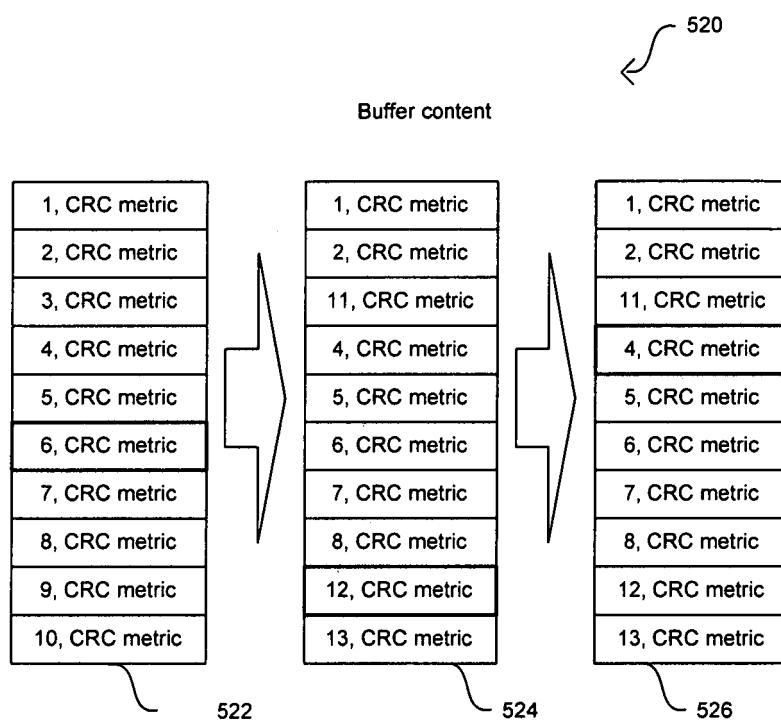 520
Buffer content
1, CRC metric
2, CRC metric
3, CRC metric
4, CRC metric
5, CRC metric
6, CRC metric
7, CRC metric
8, CRC metric
9, CRC metric
10, CRC metric
522
1, CRC metric
2, CRC metric
11, CRC metric
4, CRC metric
5, CRC metric
6, CRC metric
7, CRC metric
8, CRC metric
12, CRC metric
13, CRC metric
524
1, CRC metric
2, CRC metric
11, CRC metric
4, CRC metric
5, CRC metric
6, CRC metric
7, CRC metric
8, CRC metric
12, CRC metric
13, CRC metric
526